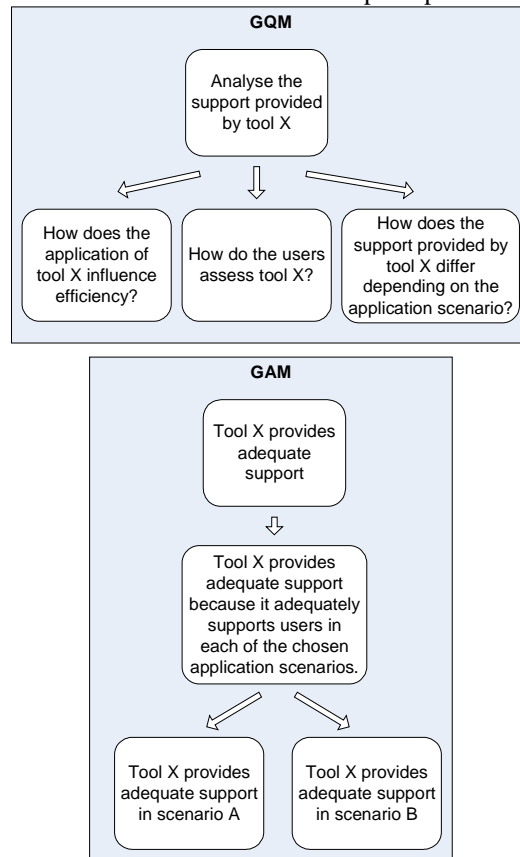 GQM
Analyse the
support provided
by tool X
How does the
application of
tool X influence
efficiency?
How do the users
assess tool X?
How does the
support provided by
tool X differ
depending on the
application scenario?
GAM
Tool X provides
adequate
support
Tool X provides
adequate support
because it adequately
supports users in
each of the chosen
application scenarios.
Tool X provides
adequate support
in scenario A
Tool X provides
adequate support
in scenario B